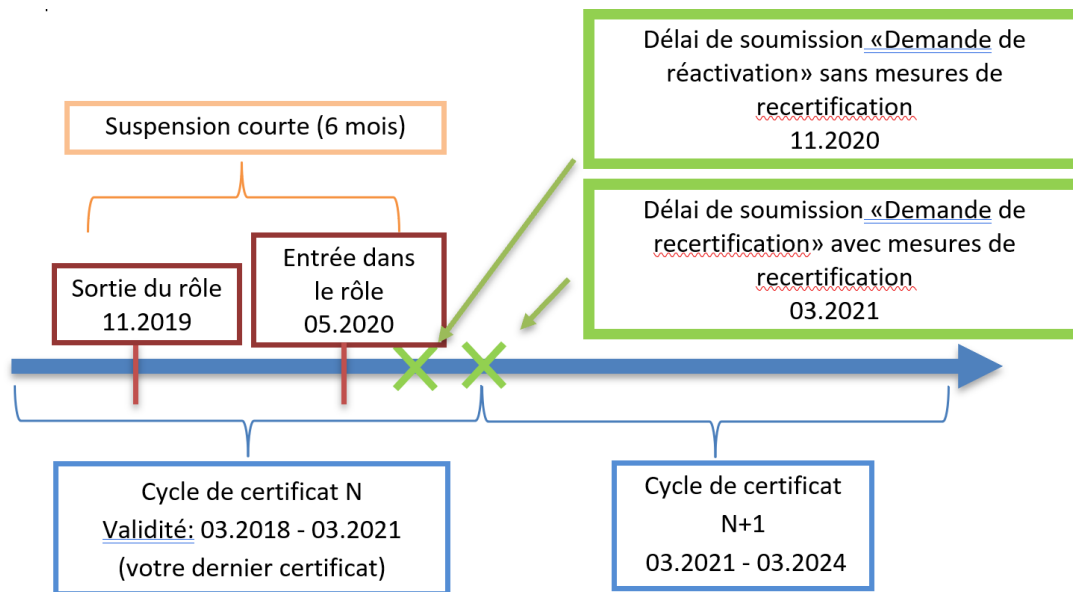 Délai de soumission «Demande de
réactivation» sans mesures de
recertification
11.2020
Suspension courte (6 mois)
Délai de soumission «Demande de
recertification» avec mesures de
recertification
03.2021
Sortie du rôle
11.2019
Entrée dans
le rôle
05.2020
Cycle de certificat N
Validité: 03.2018 - 03.2021
(votre dernier certificat)
Cycle de certificat
N+1
03.2021 - 03.2024